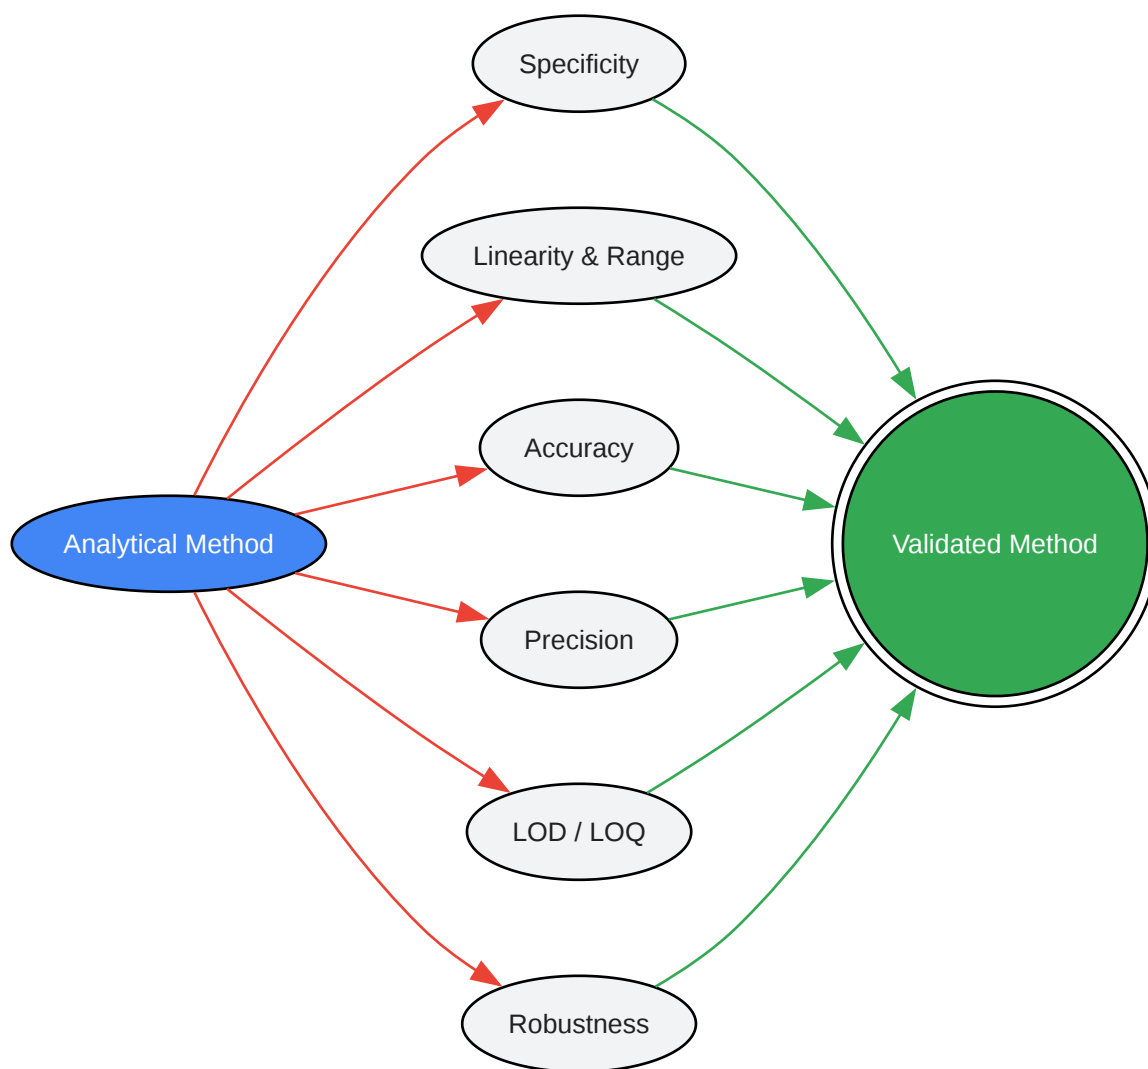 Specificity
Linearity & Range
Accuracy
Analytical Method
Validated Method
Precision
LOD / LOQ
Robustness